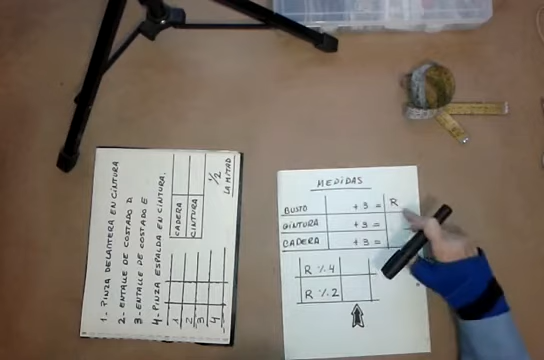 1- PINZA DELANTERA EN CINTURA
2- ENTALLE DE COSTADO D
3- ENTALLE DE COSTADO E
4- PINZA ESPALDA EN CINTURA.
CADERA
CINTURA
1/2
LA MITAD
1
2
3
4
MEDIDAS
BUSTO +3 = R
CINTURA +3 =
CADERA +3 =
R ٪ 4
R ٪ 2